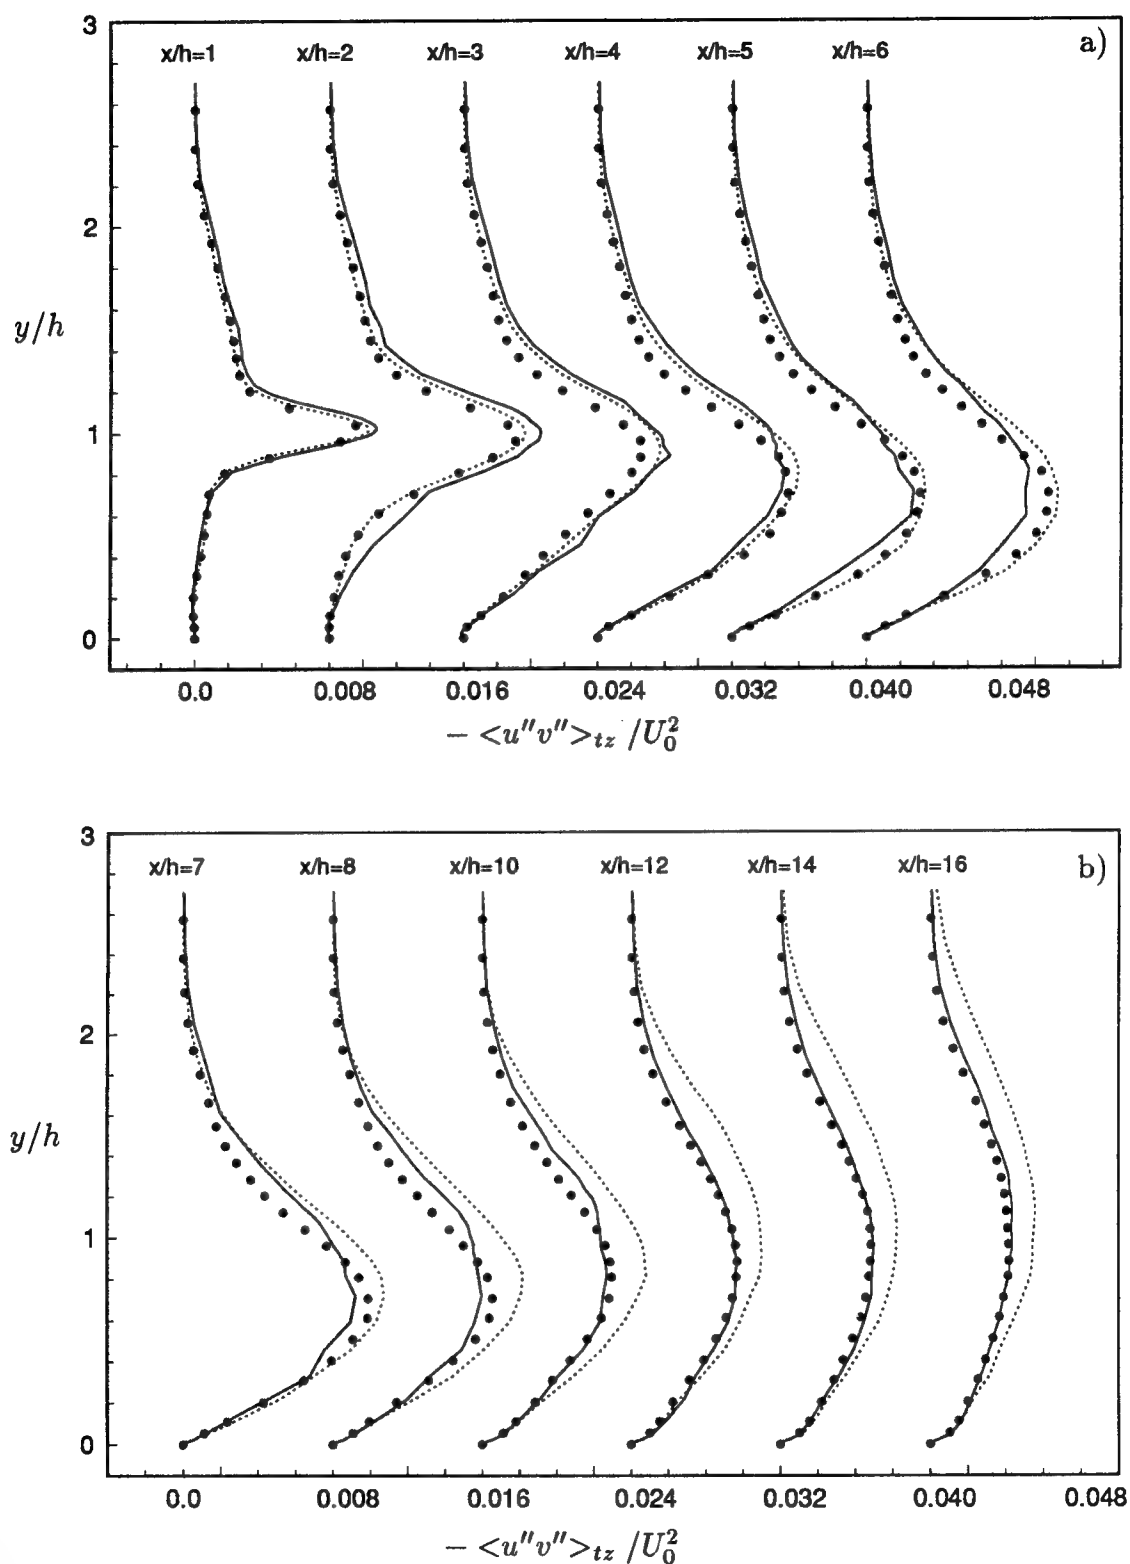 3
x/h=1 x/h=2 x/h=3 x/h=4 x/h=5 x/h=6 a)
2
y/h
1
0
0.0 0.008 0.016 0.024 0.032 0.040 0.048
− <u''v''>tz /U₀²
3
x/h=7 x/h=8 x/h=10 x/h=12 x/h=14 x/h=16 b)
2
y/h
1
0
0.0 0.008 0.016 0.024 0.032 0.040 0.048
− <u''v''>tz /U₀²